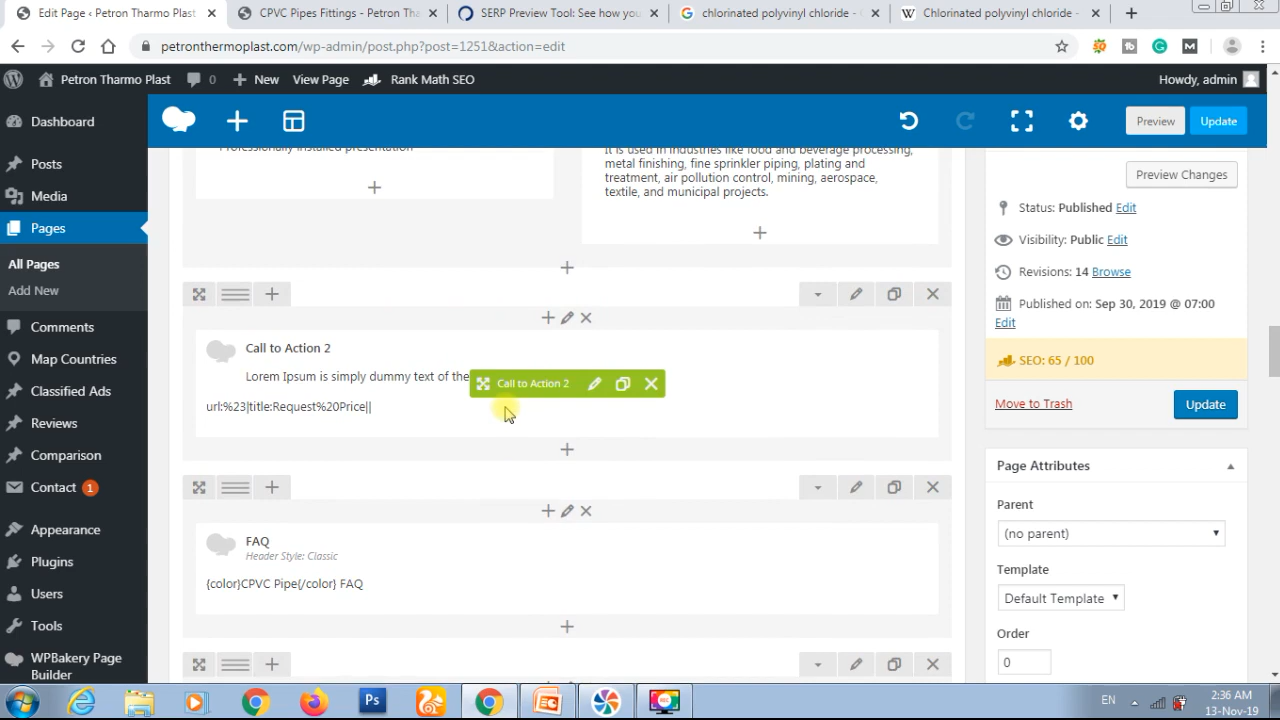 Edit Page ‹ Petron Tharmo Plast
CPVC Pipes Fittings - Petron Tha
SERP Preview Tool: See how you
chlorinated polyvinyl chloride - G
Chlorinated polyvinyl chloride -
petronthermoplast.com/wp-admin/post.php?post=1251&action=edit
Petron Tharmo Plast
0
New
View Page
Rank Math SEO
Howdy, admin
Dashboard
Posts
Media
Pages
All Pages
Add New
Comments
Map Countries
Classified Ads
Reviews
Comparison
Contact 1
Appearance
Plugins
Users
Tools
WPBakery Page
Builder
Preview
Update
Professionally installed presentation
It is used in industries like food and beverage processing,
metal finishing, fine sprinkler piping, plating and
treatment, air pollution control, mining, aerospace,
textile, and municipal projects.
Call to Action 2
Lorem Ipsum is simply dummy text of the
Call to Action 2
url:%23|title:Request%20Price||
FAQ
Header Style: Classic
{color}CPVC Pipe{/color} FAQ
Preview Changes
Status: Published Edit
Visibility: Public Edit
Revisions: 14 Browse
Published on: Sep 30, 2019 @ 07:00
Edit
SEO: 65 / 100
Move to Trash
Update
Page Attributes
Parent
(no parent)
Template
Default Template
Order
0
Ps
EN
2:36 AM
13-Nov-19